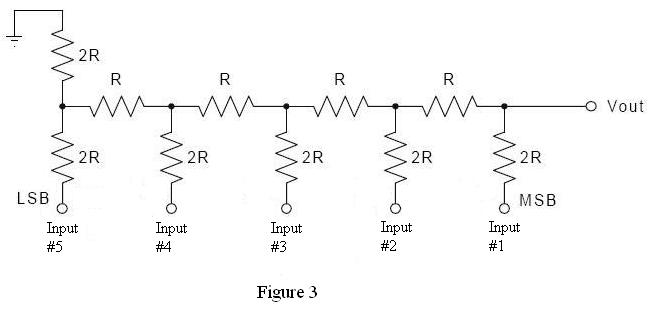 2R
R
R
R
R
Vout
2R
2R
2R
2R
2R
LSB
MSB
Input
#5
Input
#4
Input
#3
Input
#2
Input
#1
Figure 3